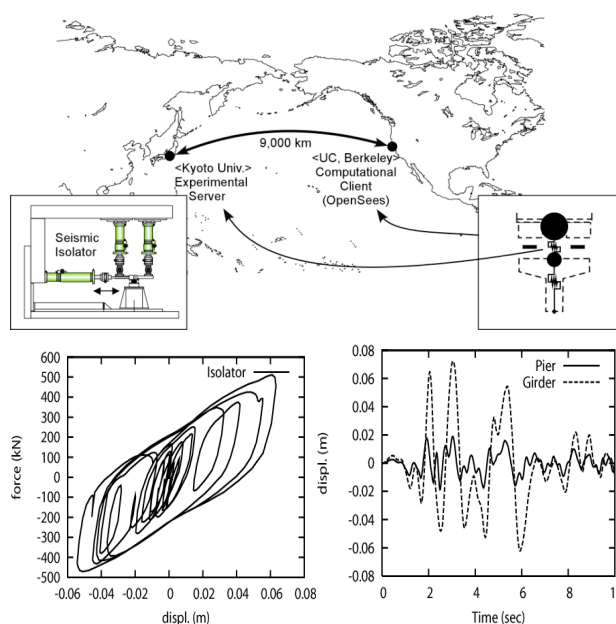 9,000 km
<Kyoto Univ.>
Experimental
Server
<UC, Berkeley>
Computational
Client
(OpenSees)
Seismic
Isolator
600
500
400
300
200
100
0
-100
-200
-300
-400
-500
force (kN)
Isolator
-0.06
-0.04
-0.02
0
0.02
0.04
0.06
0.08
displ. (m)
0.08
0.06
0.04
0.02
0
-0.02
-0.04
-0.06
-0.08
displ. (m)
Pier
Girder
0
2
4
6
8
1
Time (sec)